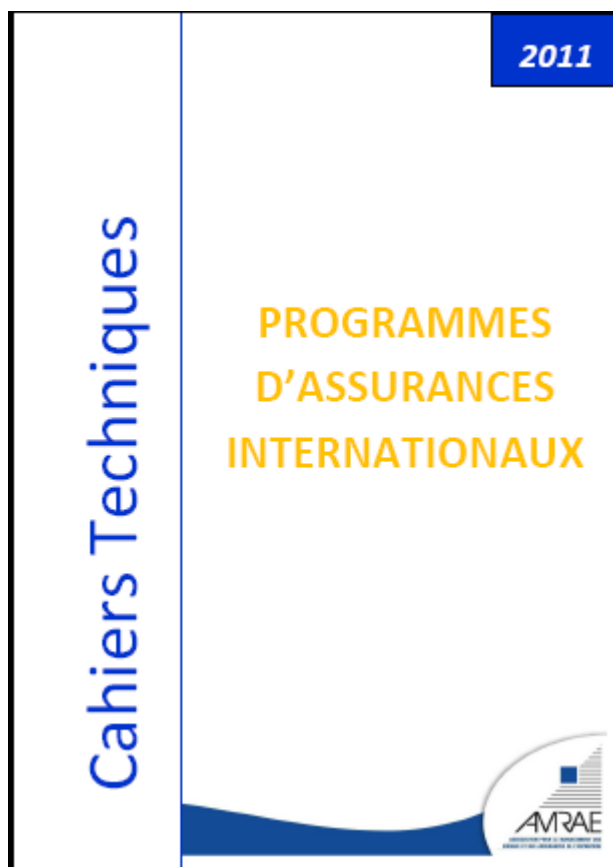 2011
Cahiers Techniques
PROGRAMMES
D'ASSURANCES
INTERNATIONAUX
AMRAE